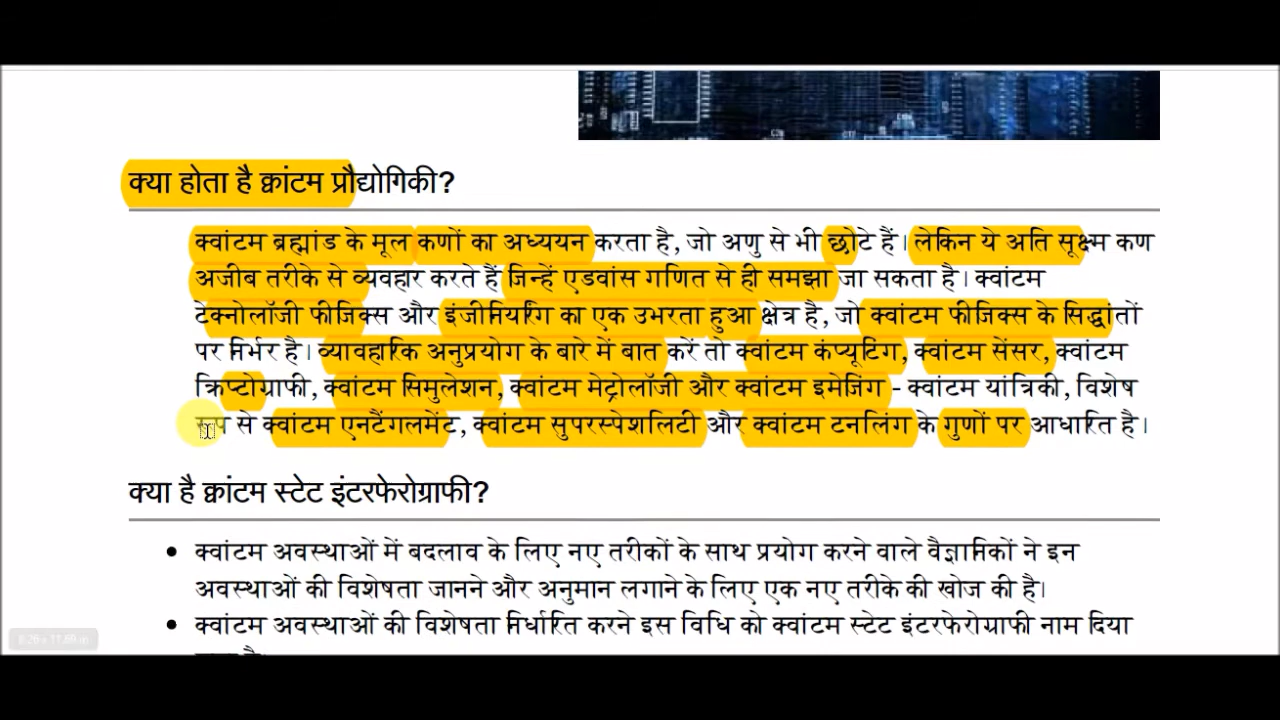 क्या होता है क्वांटम प्रौद्योगिकी?
क्वांटम ब्रह्मांड के मूल कणों का अध्ययन करता है, जो अणु से भी छोटे हैं। लेकिन ये अति सूक्ष्म कण
अजीब तरीके से व्यवहार करते हैं जिन्हें एडवांस गणित से ही समझा जा सकता है। क्वांटम
टेक्नोलॉजी फीजिक्स और इंजीनियरिंग का एक उभरता हुआ क्षेत्र है, जो क्वांटम फीजिक्स के सिद्धांतों
पर निर्भर है। व्यावहारिक अनुप्रयोग के बारे में बात करें तो क्वांटम कंप्यूटिंग, क्वांटम सेंसर, क्वांटम
क्रिप्टोग्राफी, क्वांटम सिमुलेशन, क्वांटम मेट्रोलॉजी और क्वांटम इमेजिंग - क्वांटम यांत्रिकी, विशेष
रूप से क्वांटम एनटैंगलमेंट, क्वांटम सुपरस्पेशलिटी और क्वांटम टनलिंग के गुणों पर आधारित है।
क्या है क्वांटम स्टेट इंटरफेरोग्राफी?
• क्वांटम अवस्थाओं में बदलाव के लिए नए तरीकों के साथ प्रयोग करने वाले वैज्ञानिकों ने इन
अवस्थाओं की विशेषता जानने और अनुमान लगाने के लिए एक नए तरीके की खोज की है।
• क्वांटम अवस्थाओं की विशेषता निर्धारित करने इस विधि को क्वांटम स्टेट इंटरफेरोग्राफी नाम दिया